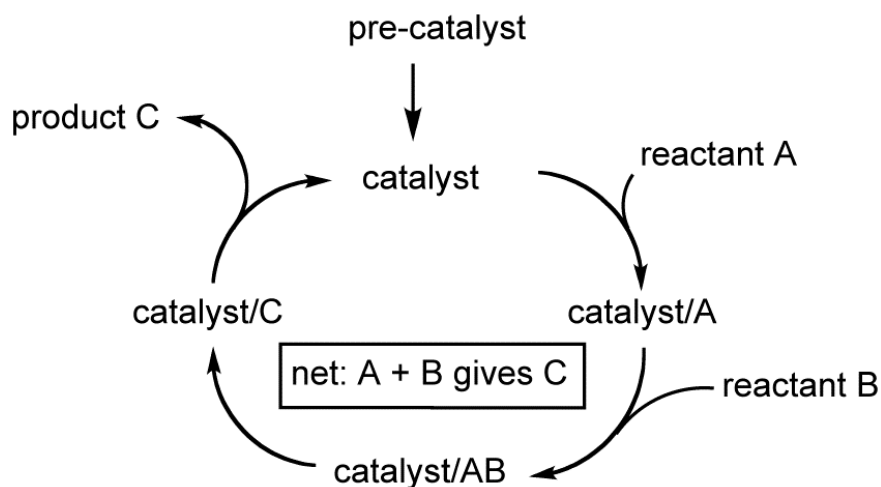 pre-catalyst
product C
catalyst
reactant A
catalyst/C
catalyst/A
net: A + B gives C
reactant B
catalyst/AB